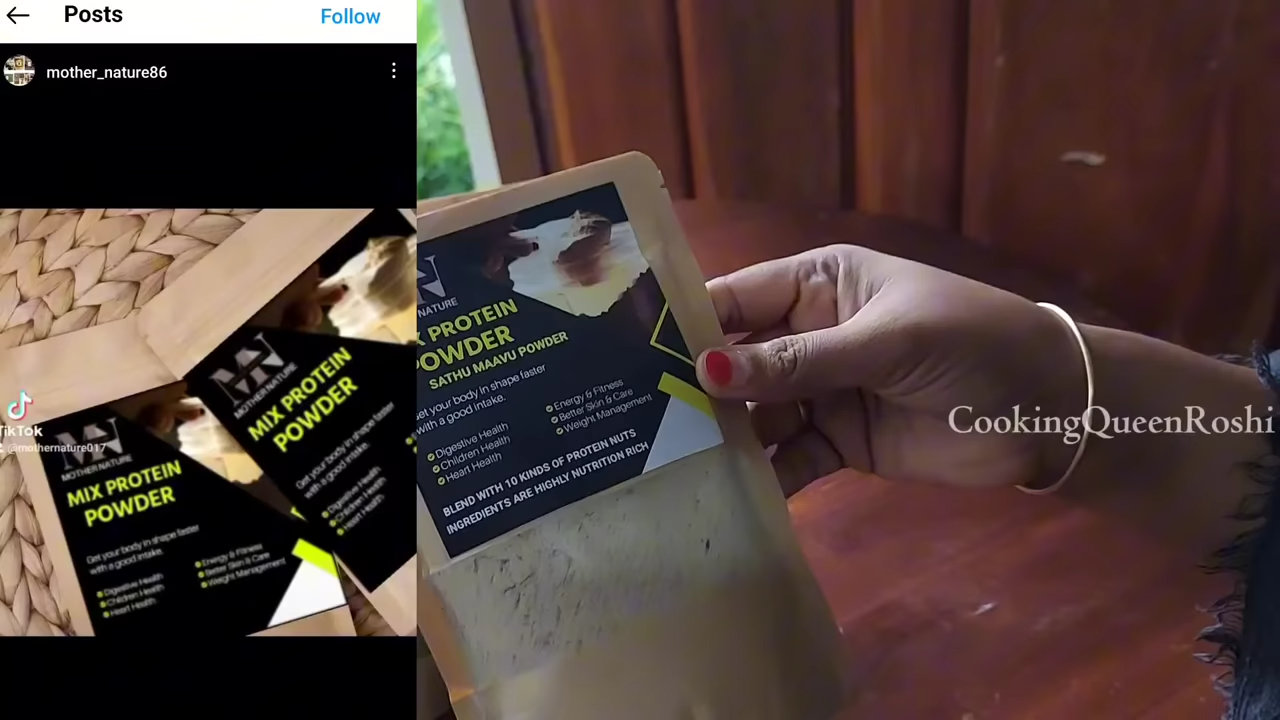 Posts
Follow
mother_nature86
TikTok
@mothernature017
MOTHER NATURE
MIX PROTEIN
POWDER
Get your body in shape faster
with a good intake.
Digestive Health
Children Health
Heart Health
Energy & Fitness
Better Skin & Care
Weight Management
MOTHER NATURE
MIX PROTEIN
POWDER
Get your body in shape faster
with a good intake.
Digestive Health
Children Health
Heart Health
NATURE
PROTEIN
POWDER
SATHU MAAVU POWDER
Get your body in shape faster
with a good intake.
Digestive Health
Children Health
Heart Health
Energy & Fitness
Better Skin & Care
Weight Management
BLEND WITH 10 KINDS OF PROTEIN NUTS
INGREDIENTS ARE HIGHLY NUTRITION RICH
CookingQueenRoshi